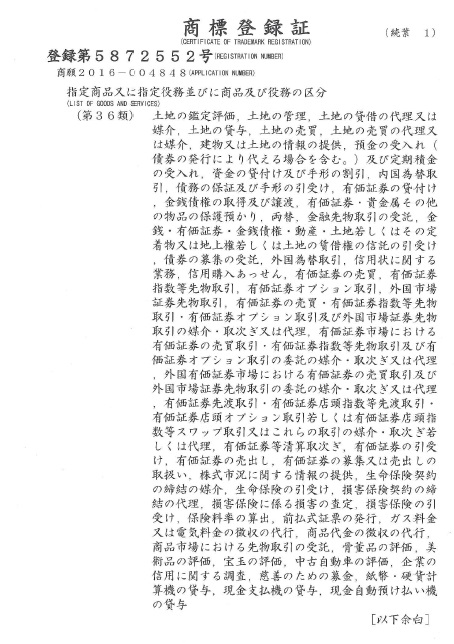 商標登録証
(CERTIFICATE OF TRADEMARK REGISTRATION)
（続葉　1）
登録第5872552号(REGISTRATION NUMBER)
商願2016-004848(APPLICATION NUMBER)
指定商品又は指定役務並びに商品及び役務の区分
(LIST OF GOODS AND SERVICES)
（第36類）　土地の鑑定評価，土地の管理，土地の貸借の代理又は
媒介，土地の貸与，土地の売買，土地の売買の代理又
は媒介，建物又は土地の情報の提供，預金の受入れ（
債券の発行により代える場合を含む。）及び定期積金
の受入れ，資金の貸付け及び手形の割引，内国為替取
引，債務の保証及び手形の引受け，有価証券の貸付け
，金銭債権の取得及び譲渡，有価証券・貴金属その他
の物品の保護預かり，両替，金融先物取引の受託，金
銭・有価証券・金銭債権・動産・土地若しくはその定
着物又は地上権若しくは土地の賃借権の信託の引受け
，債券の募集の受託，外国為替取引，信用状に関する
業務，信用購入あっせん，有価証券の売買，有価証券
指数等先物取引，有価証券オプション取引，外国市場
証券先物取引，有価証券の売買・有価証券指数等先物
取引・有価証券オプション取引及び外国市場証券先物
取引の媒介・取次ぎ又は代理，有価証券市場における
有価証券の売買取引・有価証券指数等先物取引及び有
価証券オプション取引の委託の媒介・取次ぎ又は代理
，外国有価証券市場における有価証券の売買取引及び
外国市場証券先物取引の委託の媒介・取次ぎ又は代理
，有価証券先渡取引・有価証券店頭指数等先渡取引・
有価証券店頭オプション取引若しくは有価証券店頭指
数等スワップ取引又はこれらの取引の媒介・取次ぎ若
しくは代理，有価証券等清算取次ぎ，有価証券の引受
け，有価証券の売出し，有価証券の募集又は売出しの
取扱い，株式市況に関する情報の提供，生命保険契約
の締結の媒介，生命保険の引受け，損害保険契約の締
結の代理，損害保険に係る損害の査定，損害保険の引
受け，保険料率の算出，前払式証票の発行，ガス料金
又は電気料金の徴収の代行，商品代金の徴収の代行，
商品市場における先物取引の受託，骨董品の評価，美
術品の評価，宝玉の評価，中古自動車の評価，企業の
信用に関する調査，慈善のための募金，紙幣・硬貨計
算機の貸与，現金支払機の貸与，現金自動預け払い機
の貸与
［以下余白］